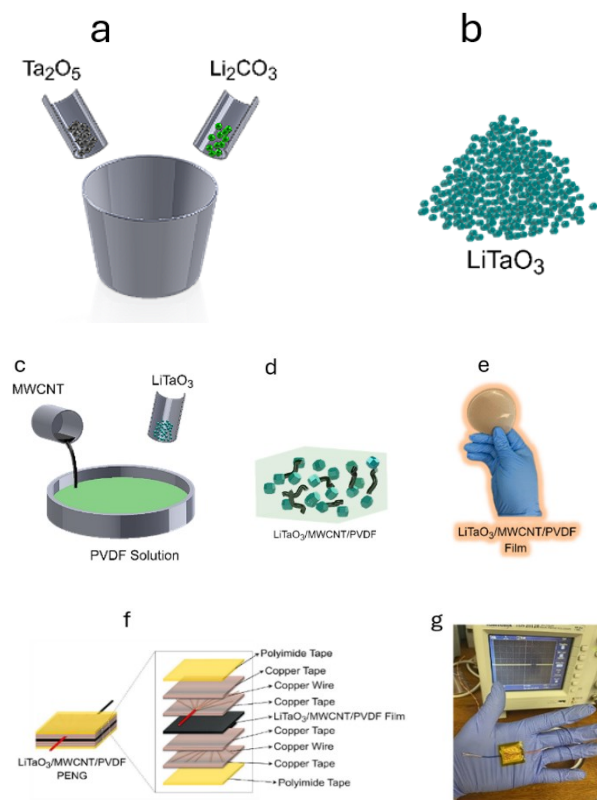 a
b
Ta₂O₅
Li₂CO₃
LiTaO₃
c
MWCNT
LiTaO₃
PVDF Solution
d
LiTaO₃/MWCNT/PVDF
e
LiTaO₃/MWCNT/PVDF
Film
f
LiTaO₃/MWCNT/PVDF
PENG
Polyimide Tape
Copper Tape
Copper Wire
Copper Tape
LiTaO₃/MWCNT/PVDF Film
Copper Tape
Copper Wire
Copper Tape
Polyimide Tape
g